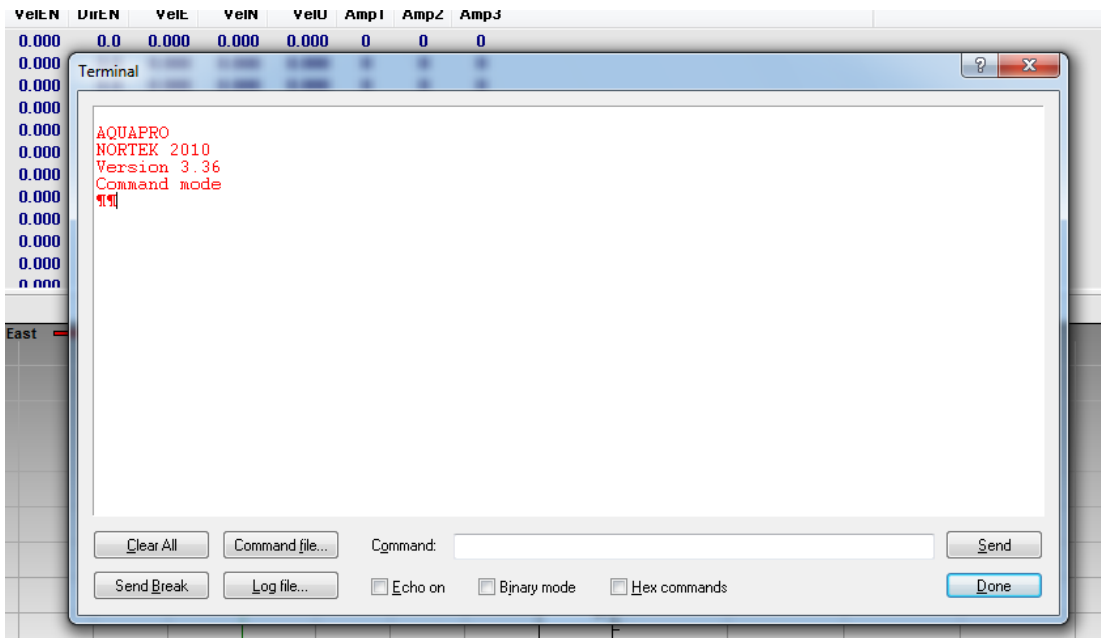 VelEN DirEN VelE VelN VelU Amp1 Amp2 Amp3
0.000 0.0 0.000 0.000 0.000 0 0 0
0.000
0.000
0.000
0.000
0.000
0.000
0.000
0.000
0.000
0.000
0.000
East
Terminal
?
AQUAPRO
NORTEK 2010
Version 3.36
Command mode
¶¶
Clear All Command file... Command: Send
Send Break Log file... Echo on Binary mode Hex commands Done